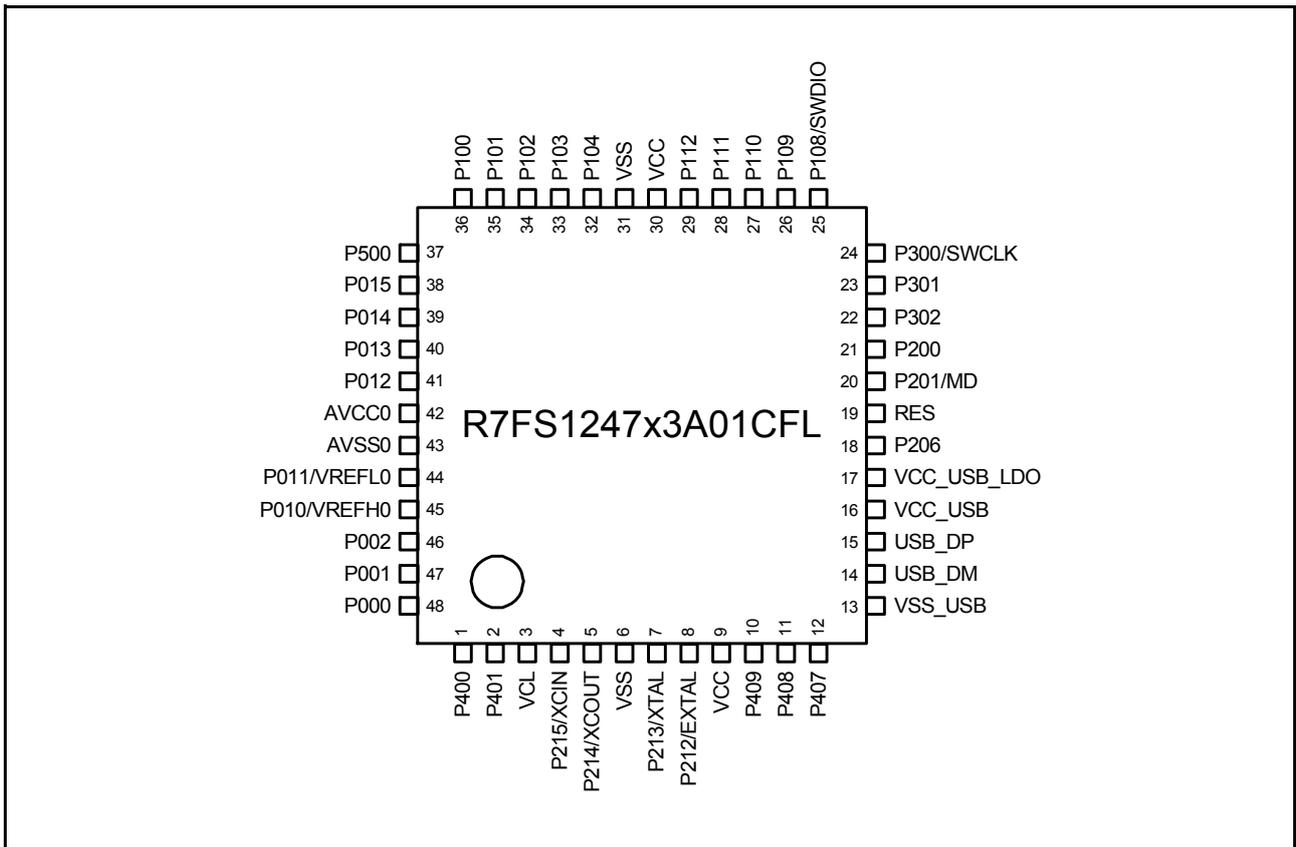 P100
P101
P102
P103
P104
VSS
VCC
P112
P111
P110
P109
P108/SWDIO
36
35
34
33
32
31
30
29
28
27
26
25
P500 37
P015 38
P014 39
P013 40
P012 41
AVCC0 42
AVSS0 43
P011/VREFL0 44
P010/VREFH0 45
P002 46
P001 47
P000 48
R7FS1247x3A01CFL
24 P300/SWCLK
23 P301
22 P302
21 P200
20 P201/MD
19 RES
18 P206
17 VCC_USB_LDO
16 VCC_USB
15 USB_DP
14 USB_DM
13 VSS_USB
1
2
3
4
5
6
7
8
9
10
11
12
P400
P401
VCL
P215/XCIN
P214/XCOUT
VSS
P213/XTAL
P212/EXTAL
VCC
P409
P408
P407